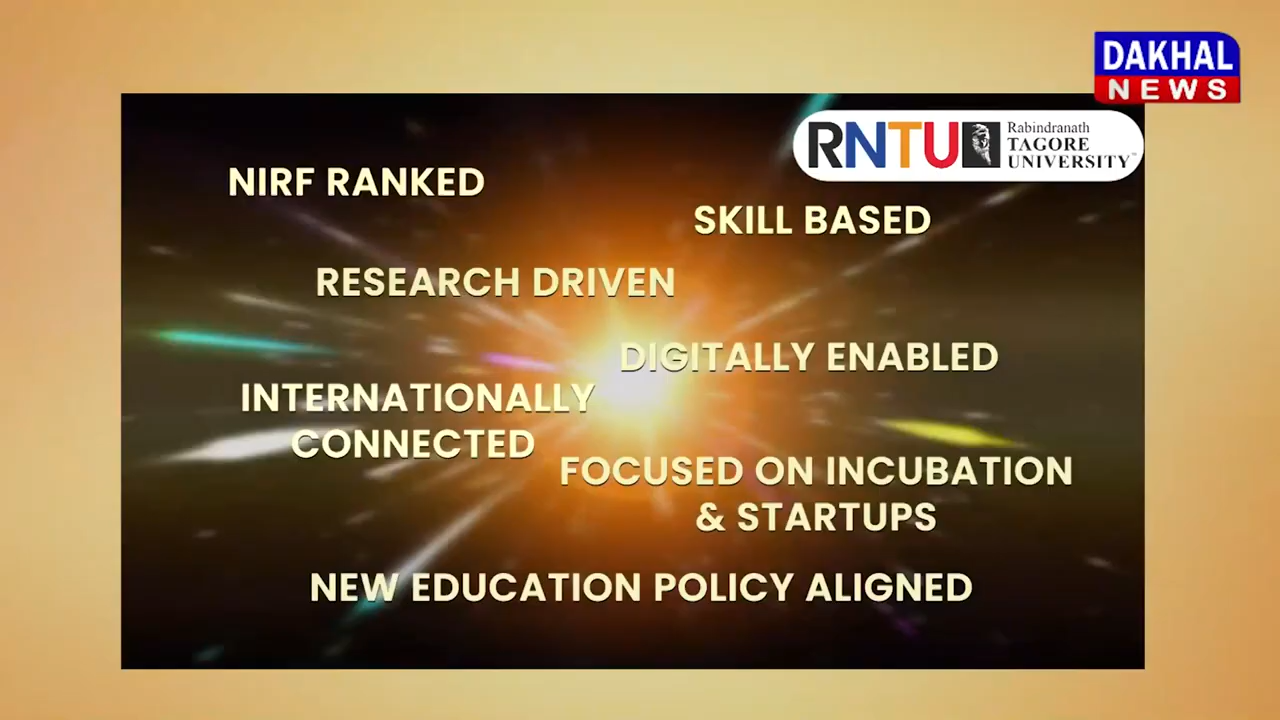 DAKHAL
NEWS
RNTU
Rabindranath
TAGORE
UNIVERSITY™
NIRF RANKED
SKILL BASED
RESEARCH DRIVEN
DIGITALLY ENABLED
INTERNATIONALLY
CONNECTED
FOCUSED ON INCUBATION
& STARTUPS
NEW EDUCATION POLICY ALIGNED